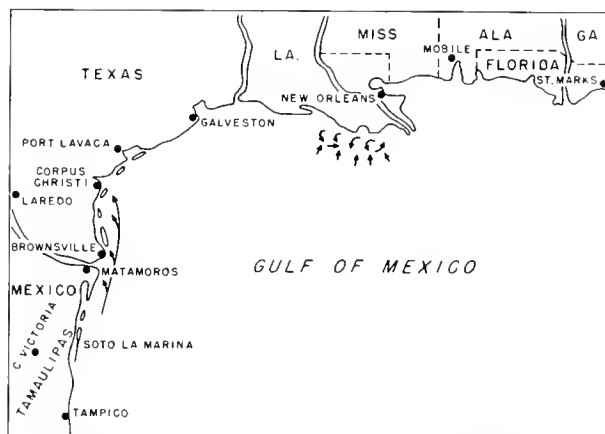 MISS
ALA
GA
MOBILE
TEXAS
LA.
FLORIDA
ST. MARKS
NEW ORLEANS
GALVESTON
PORT LAVACA
CORPUS
CHRISTI
LAREDO
BROWNSVILLE
MATAMOROS
GULF OF MEXICO
MEXICO
C VICTORIA
TAMAULIPAS
SOTO LA MARINA
TAMPICO